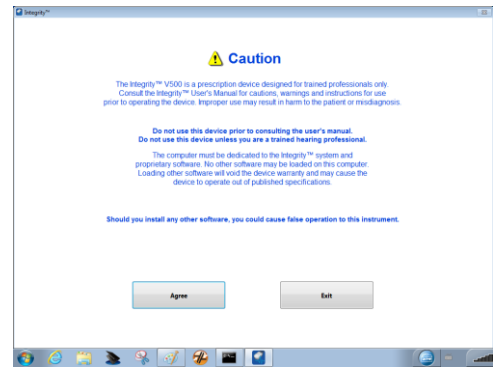 Integrity™
Caution
The Integrity™ V500 is a prescription device designed for trained professionals only.
Consult the Integrity™ User's Manual for cautions, warnings and instructions for use
prior to operating the device. Improper use may result in harm to the patient or misdiagnosis.
Do not use this device prior to consulting the user's manual.
Do not use this device unless you are a trained hearing professional.
The computer must be dedicated to the Integrity™ system and
proprietary software. No other software may be loaded on this computer.
Loading other software will void the device warranty and may cause the
device to operate out of published specifications.
Should you install any other software, you could cause false operation to this instrument.
Agree
Exit